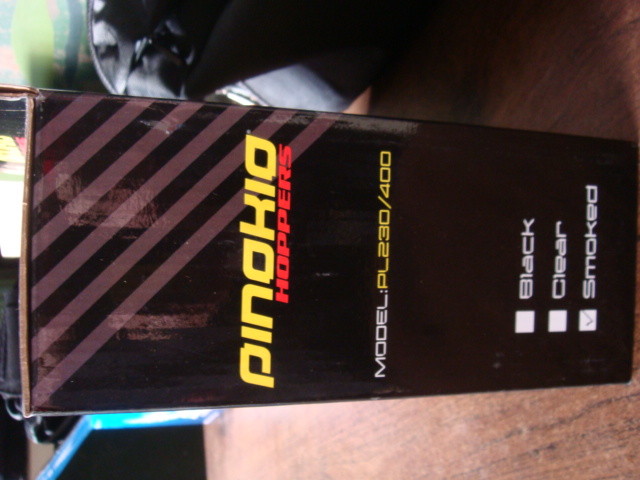 PINOKIO
HOPPERS
MODEL:PL230/400
Black
Clear
Smoked